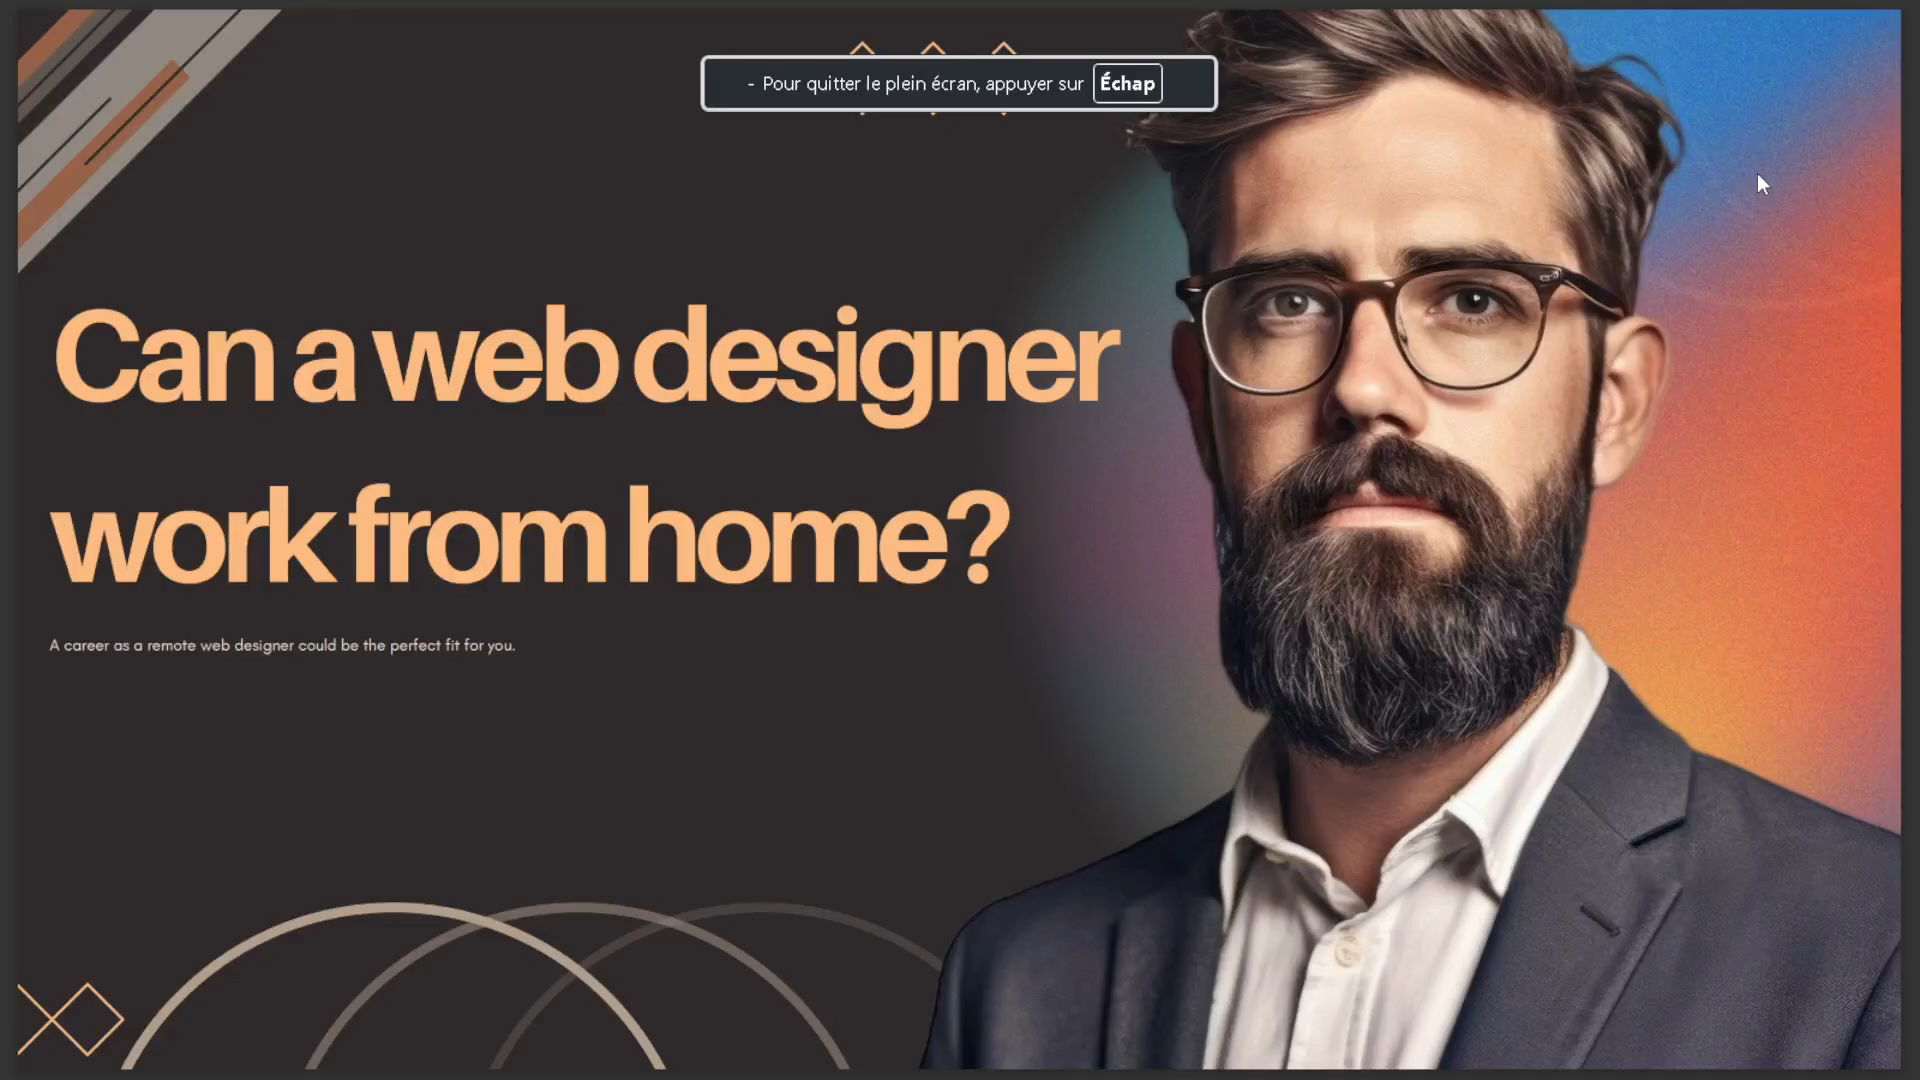 - Pour quitter le plein écran, appuyer sur Échap
Can a web designer
work from home?
A career as a remote web designer could be the perfect fit for you.